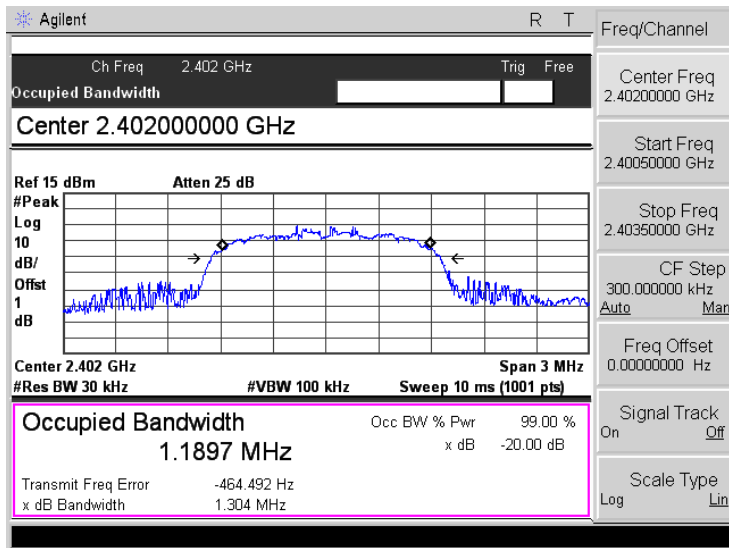 Agilent R T
Ch Freq 2.402 GHz Trig Free
Occupied Bandwidth
Center 2.402000000 GHz
Ref 15 dBm Atten 25 dB
#Peak
Log
10
dB/
Offst
1
dB
Center 2.402 GHz Span 3 MHz
#Res BW 30 kHz #VBW 100 kHz Sweep 10 ms (1001 pts)
Occupied Bandwidth
1.1897 MHz
Occ BW % Pwr 99.00 %
x dB -20.00 dB
Transmit Freq Error -464.492 Hz
x dB Bandwidth 1.304 MHz
Freq/Channel
Center Freq
2.40200000 GHz
Start Freq
2.40050000 GHz
Stop Freq
2.40350000 GHz
CF Step
300.000000 kHz
Auto Man
Freq Offset
0.00000000 Hz
Signal Track
On Off
Scale Type
Log Lin